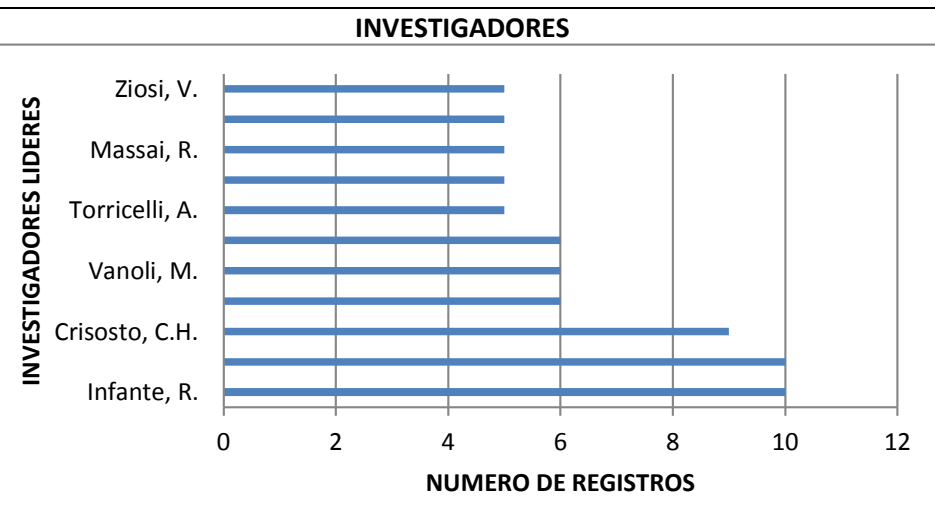 INVESTIGADORES
INVESTIGADORES LIDERES
Ziosi, V.
Massai, R.
Torricelli, A.
Vanoli, M.
Crisosto, C.H.
Infante, R.
0 2 4 6 8 10 12
NUMERO DE REGISTROS